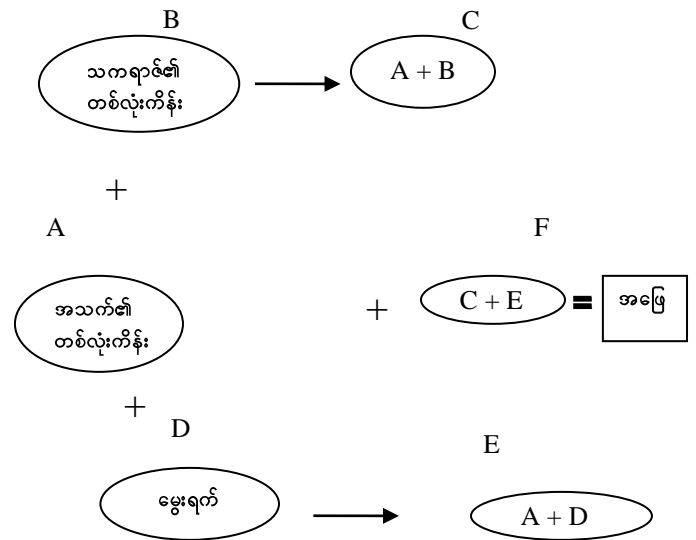 B
C
သကရာဇ်၏
တစ်လုံးကိန်း
A + B
+
A
F
အသက်၏
တစ်လုံးကိန်း
+
C + E
=
အဖြေ
+
D
E
မွေးရက်
A + D